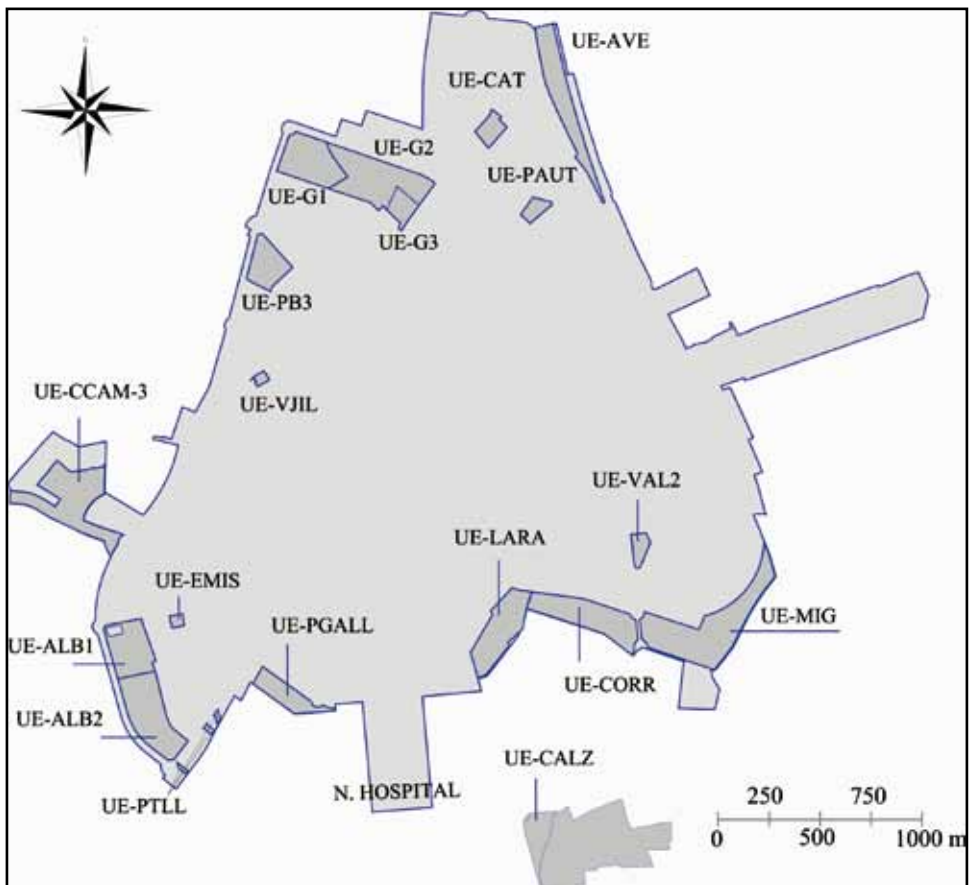 UE-AVE
UE-CAT
UE-G2
UE-PAUT
UE-G1
UE-G3
UE-PB3
UE-CCAM-3
UE-VJIL
UE-VAL2
UE-LARA
UE-EMIS
UE-PGALL
UE-MIG
UE-ALB1
UE-CORR
UE-ALB2
UE-CALZ
UE-PTLL
N. HOSPITAL
250 750
0 500 1000 m